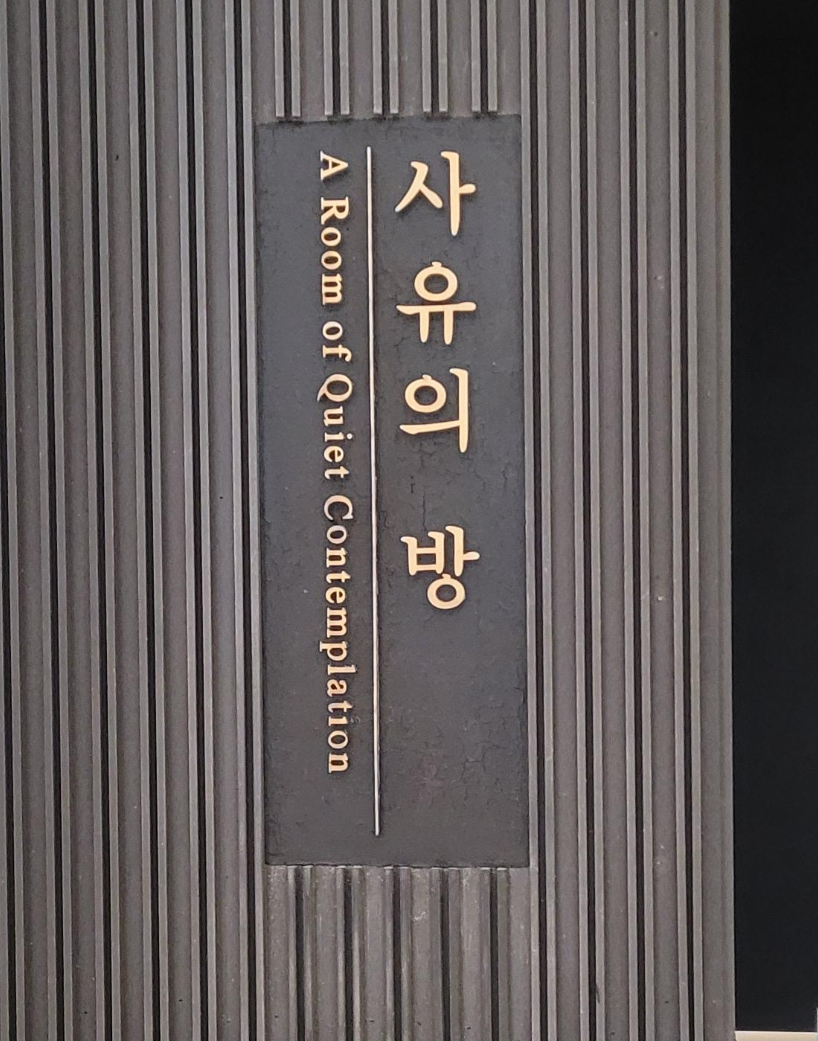 사유의 방
A Room of Quiet Contemplation